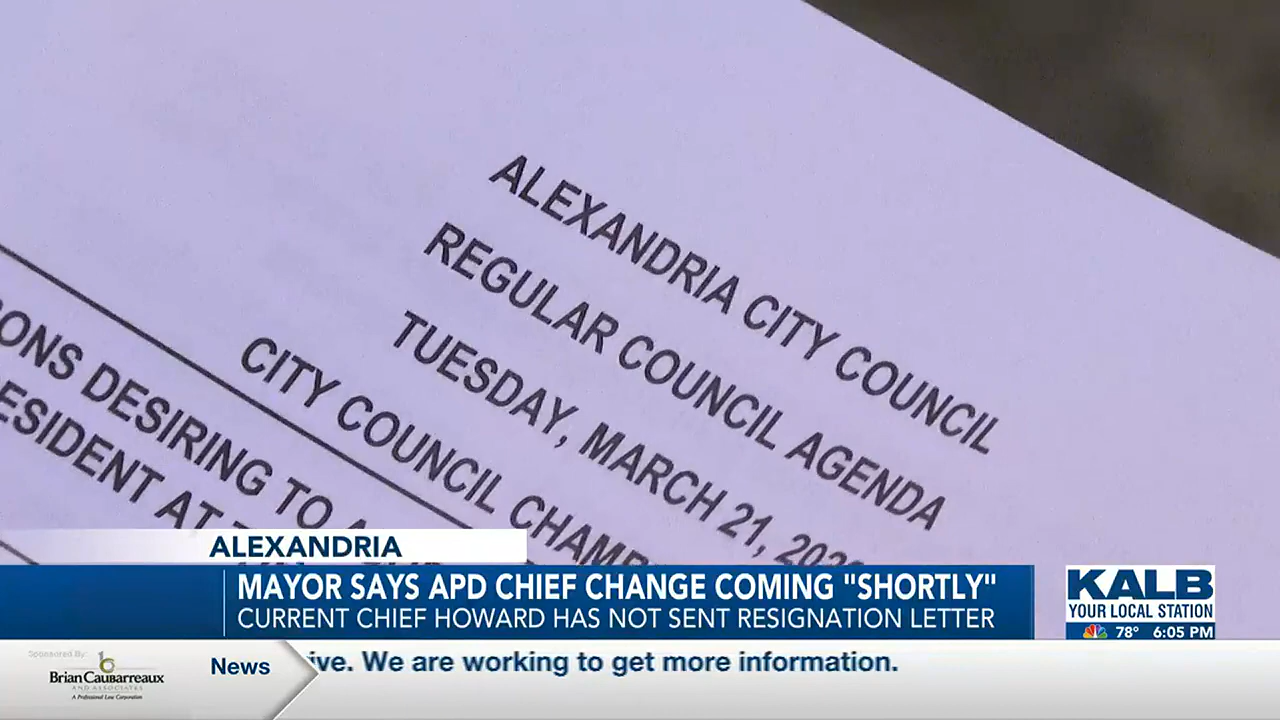 ALEXANDRIA CITY COUNCIL
REGULAR COUNCIL AGENDA
TUESDAY, MARCH 21,
CITY COUNCIL
DESIRING TO
AT
ALEXANDRIA
MAYOR SAYS APD CHIEF CHANGE COMING "SHORTLY"
CURRENT CHIEF HOWARD HAS NOT SENT RESIGNATION LETTER
KALB
YOUR LOCAL STATION
78° 6:05 PM
Sponsored By:
Brian Caubarreaux
AND ASSOCIATES
A Professional Law Corporation
News
ive. We are working to get more information.